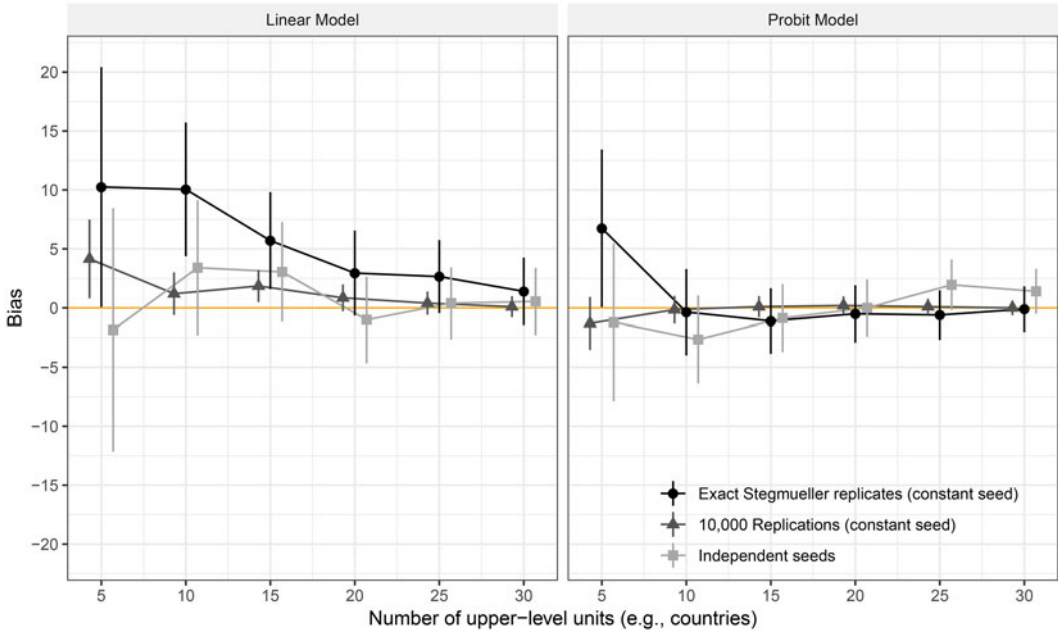 Linear Model
Probit Model
Bias
20
15
10
5
0
−5
−10
−15
−20
Exact Stegmueller replicates (constant seed)
10,000 Replications (constant seed)
Independent seeds
5 10 15 20 25 30
5 10 15 20 25 30
Number of upper−level units (e.g., countries)